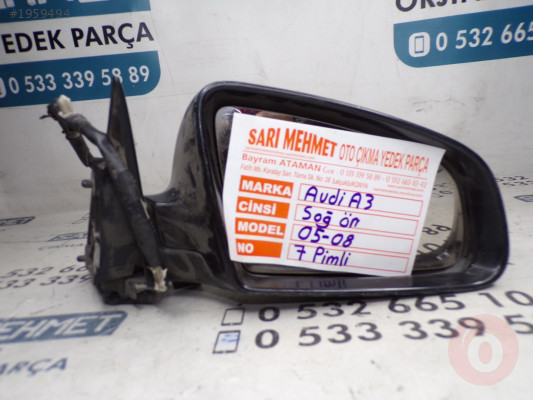 #1959494
YEDEK PARÇA
0 533 339 58 89
0 532 665
SARI MEHMET OTO ÇIKMA YEDEK PARÇA
Bayram ATAMAN
MARKA Audi A3
CİNSİ Sağ ön
MODEL 05-08
NO 7 Pimli
0 532 665 10
MEHMET
0 533 339